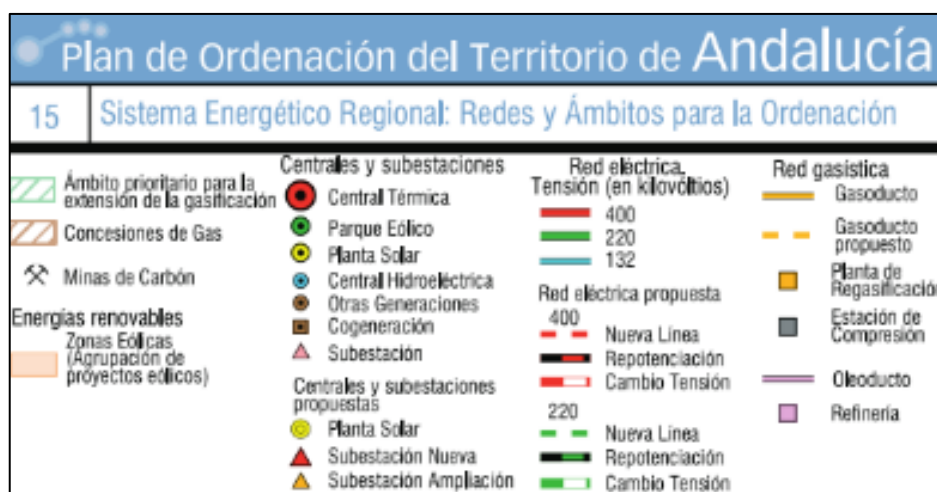 Plan de Ordenación del Territorio de Andalucía
15
Sistema Energético Regional: Redes y Ámbitos para la Ordenación
Ámbito prioritario para la
extensión de la gasificación
Concesiones de Gas
Minas de Carbón
Energías renovables
Zonas Eólicas
(Agrupación de
proyectos eólicos)
Centrales y subestaciones
Central Térmica
Parque Eólico
Planta Solar
Central Hidroeléctrica
Otras Generaciones
Cogeneración
Subestación
Centrales y subestaciones
propuestas
Planta Solar
Subestación Nueva
Subestación Ampliación
Red eléctrica.
Tensión (en kilovóltios)
400
220
132
Red eléctrica propuesta
400
Nueva Línea
Repotenciación
Cambio Tensión
220
Nueva Línea
Repotenciación
Cambio Tensión
Red gasística
Gasoducto
Gasoducto
propuesto
Planta de
Regasificación
Estación de
Compresión
Oleoducto
Refinería